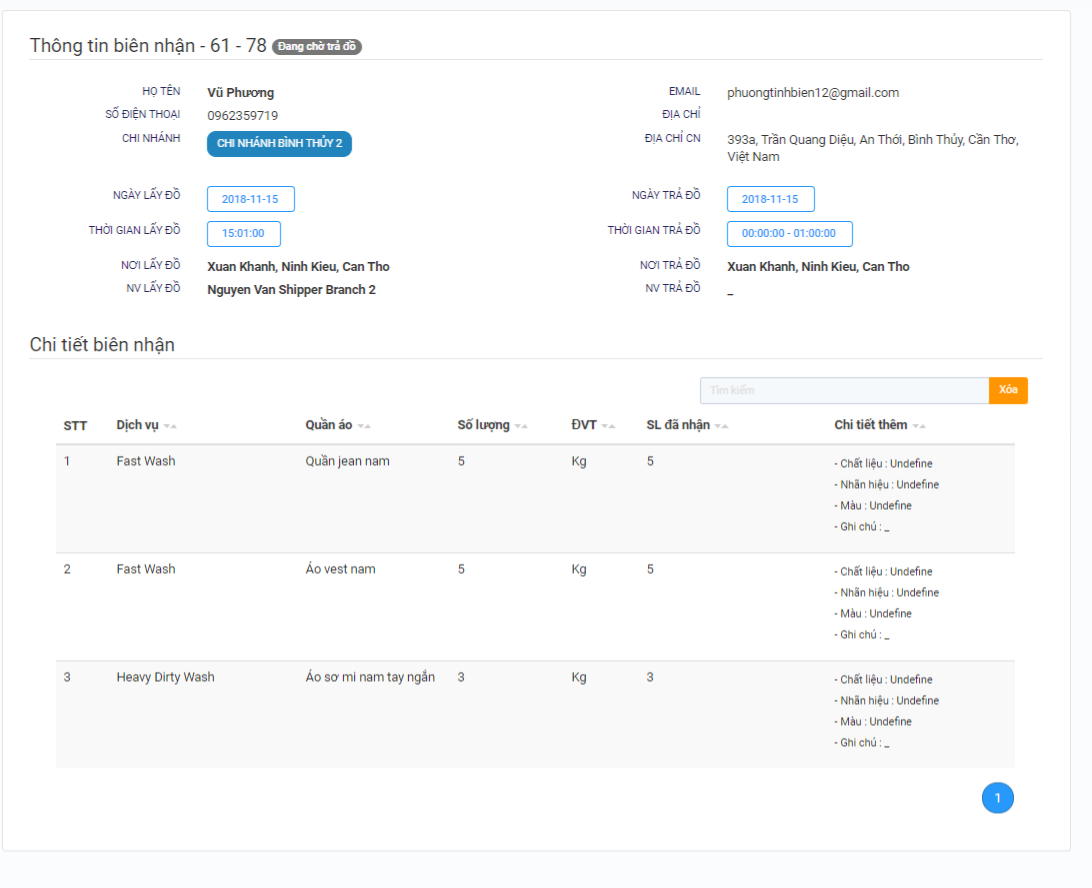 Thông tin biên nhận - 61 - 78 Đang chờ trả đồ
HỌ TÊN Vũ Phương
EMAIL phuongtinhbien12@gmail.com
SỐ ĐIỆN THOẠI 0962359719
ĐỊA CHỈ
CHI NHÁNH CHI NHÁNH BÌNH THỦY 2
ĐỊA CHỈ CN 393a, Trần Quang Diệu, An Thới, Bình Thủy, Cần Thơ,
Việt Nam
NGÀY LẤY ĐỒ 2018-11-15
NGÀY TRẢ ĐỒ 2018-11-15
THỜI GIAN LẤY ĐỒ 15:01:00
THỜI GIAN TRẢ ĐỒ 00:00:00 - 01:00:00
NƠI LẤY ĐỒ Xuan Khanh, Ninh Kieu, Can Tho
NƠI TRẢ ĐỒ Xuan Khanh, Ninh Kieu, Can Tho
NV LẤY ĐỒ Nguyen Van Shipper Branch 2
NV TRẢ ĐỒ _
Chi tiết biên nhận
Tìm kiếm Xóa
STT Dịch vụ Quần áo Số lượng ĐVT SL đã nhận Chi tiết thêm
1 Fast Wash Quần jean nam 5 Kg 5 - Chất liệu : Undefine
- Nhãn hiệu : Undefine
- Màu : Undefine
- Ghi chú : _
2 Fast Wash Áo vest nam 5 Kg 5 - Chất liệu : Undefine
- Nhãn hiệu : Undefine
- Màu : Undefine
- Ghi chú : _
3 Heavy Dirty Wash Áo sơ mi nam tay ngắn 3 Kg 3 - Chất liệu : Undefine
- Nhãn hiệu : Undefine
- Màu : Undefine
- Ghi chú : _
1